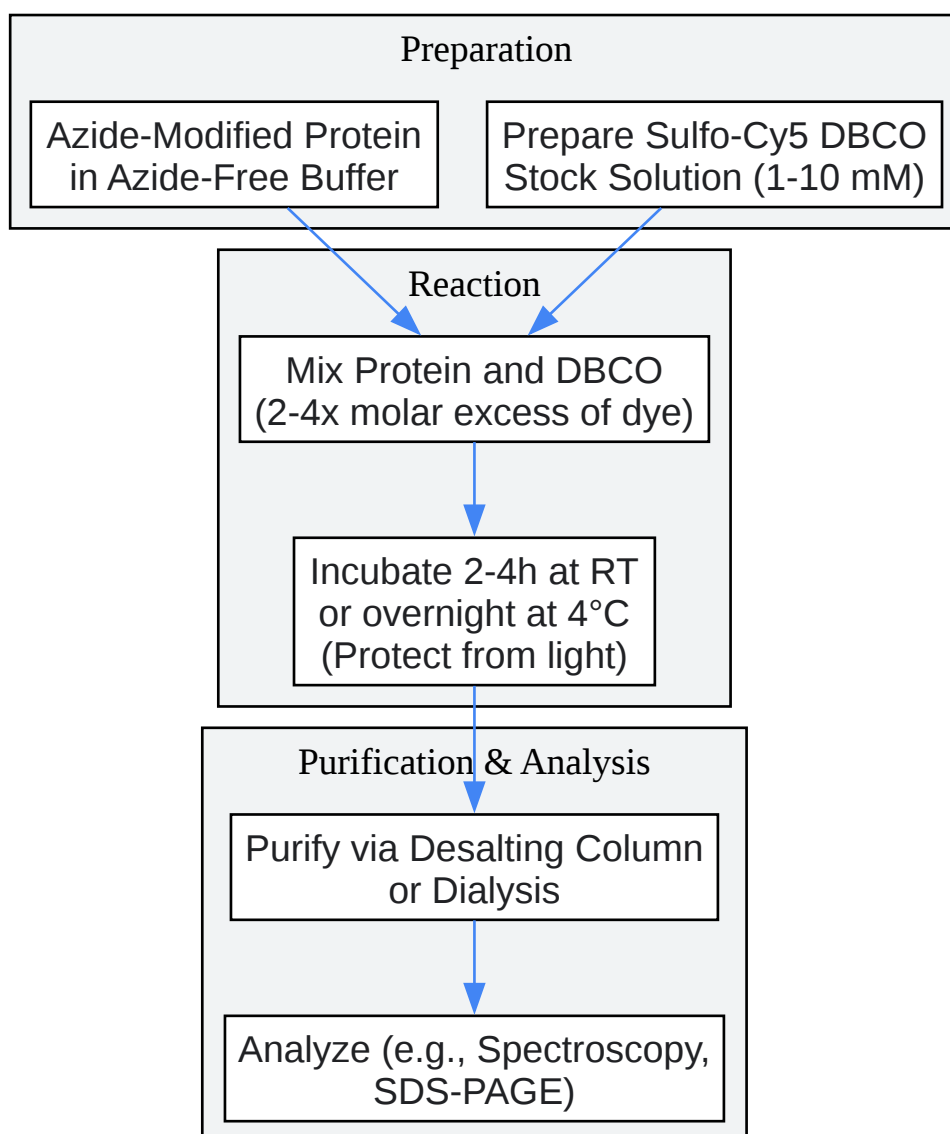 Preparation
Azide-Modified Protein
in Azide-Free Buffer
Prepare Sulfo-Cy5 DBCO
Stock Solution (1-10 mM)
Reaction
Mix Protein and DBCO
(2-4x molar excess of dye)
Incubate 2-4h at RT
or overnight at 4°C
(Protect from light)
Purification & Analysis
Purify via Desalting Column
or Dialysis
Analyze (e.g., Spectroscopy,
SDS-PAGE)